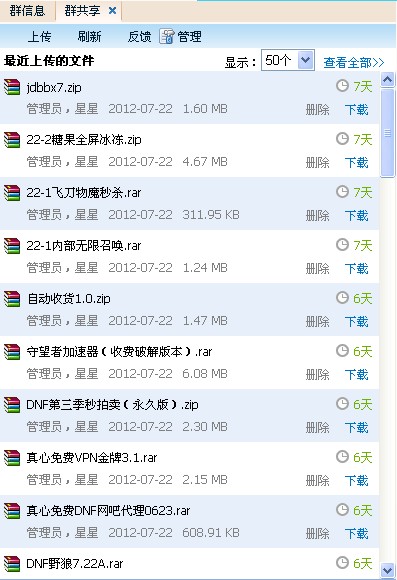 群信息 群共享 ×
上传 刷新 反馈 管理
最近上传的文件 显示： 50个 查看全部>>
jdbbx7.zip 7天
管理员，星星 2012-07-22 1.60 MB 删除 下载
22-2糖果全屏冰冻.zip 7天
管理员，星星 2012-07-22 4.67 MB 删除 下载
22-1飞刃物魔秒杀.rar 7天
管理员，星星 2012-07-22 311.95 KB 删除 下载
22-1内部无限召唤.rar 7天
管理员，星星 2012-07-22 1.24 MB 删除 下载
自动收货1.0.zip 6天
管理员，星星 2012-07-22 1.47 MB 删除 下载
守望者加速器（收费破解版本）.rar 6天
管理员，星星 2012-07-22 6.08 MB 删除 下载
DNF第三季秒拍卖（永久版）.zip 6天
管理员，星星 2012-07-22 2.30 MB 删除 下载
真心免费VPN金牌3.1.rar 6天
管理员，星星 2012-07-22 2.15 MB 删除 下载
真心免费DNF网吧代理0623.rar 6天
管理员，星星 2012-07-22 608.91 KB 删除 下载
DNF野狼7.22A.rar 6天